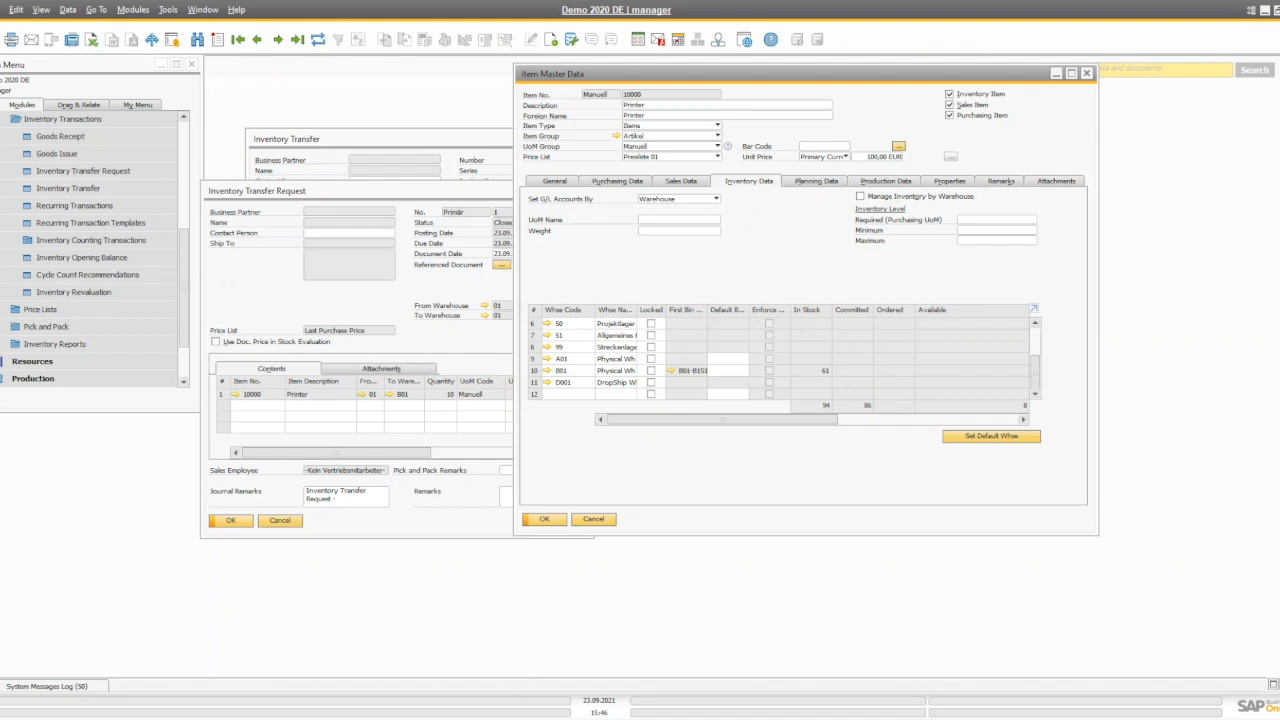 Edit View Data Go To Modules Tools Window Help
Demo 2020 DE | manager
Menu
o 2020 DE
ger
Modules Drag & Relate My Menu
Inventory Transactions
Goods Receipt
Goods Issue
Inventory Transfer Request
Inventory Transfer
Recurring Transactions
Recurring Transaction Templates
Inventory Counting Transactions
Inventory Opening Balance
Cycle Count Recommendations
Inventory Revaluation
Price Lists
Pick and Pack
Inventory Reports
Resources
Production
Inventory Transfer
Business Partner Number
Name Series
Inventory Transfer Request
Business Partner No. Primär 1
Name Status Closed
Contact Person Posting Date 23.09.
Ship To Due Date 23.09.
Document Date 23.09.
Referenced Document ...
From Warehouse 01
To Warehouse 01
Price List Last Purchase Price
Use Doc. Price in Stock Evaluation
Contents Attachments
# Item No. Item Description Fro... To Ware... Quantity UoM Code U
1 10000 Printer 01 B01 10 Manuell
Sales Employee -Kein Vertriebsmitarbeiter- Pick and Pack Remarks
Journal Remarks Inventory Transfer Request - Remarks
OK Cancel
Item Master Data
Item No. Manuell 10000
Description Printer
Foreign Name Printer
Item Type Items
Item Group Artikel
UoM Group Manuell Bar Code ...
Price List Preisliste 01 Unit Price Primary Curr 100,00 EUR ...
Inventory Item
Sales Item
Purchasing Item
General Purchasing Data Sales Data Inventory Data Planning Data Production Data Properties Remarks Attachments
Set G/L Accounts By Warehouse
Manage Inventory by Warehouse
Inventory Level
UoM Name Required (Purchasing UoM)
Weight Minimum
Maximum
# Whse Code Whse Na... Locked First Bin ... Default B... Enforce ... In Stock Committed Ordered Available
6 50 Projektlager
7 51 Allgemeines
8 99 Streckenlage
9 A01 Physical Wh
10 B01 Physical Wh B01-B1S1 61
11 D001 DropShip W
12
94 86 8
Set Default Whse
OK Cancel
Search
System Messages Log (50)
23.09.2021
15:46
SAP Business One